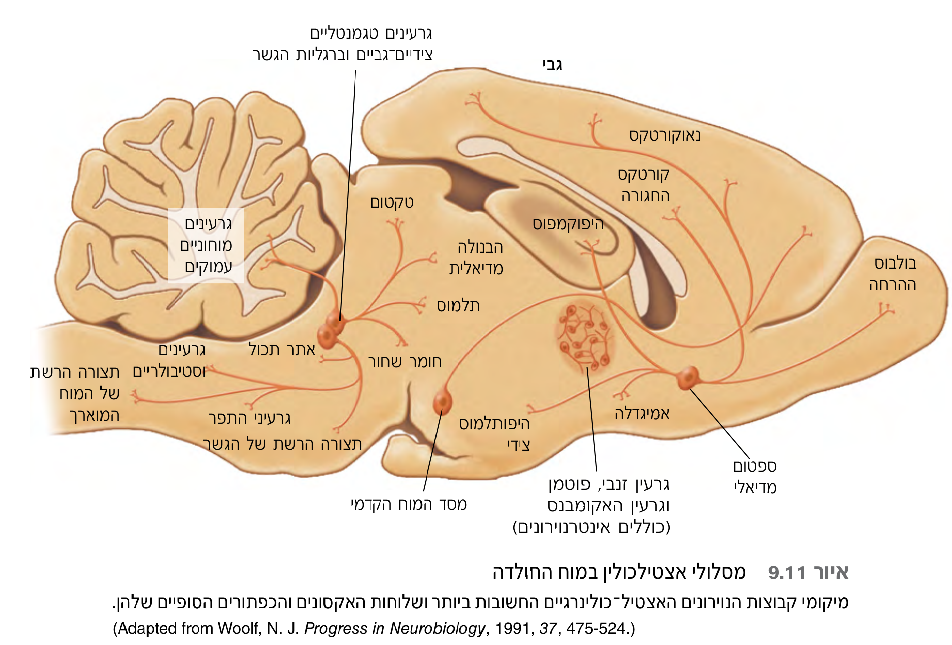 גרעינים טגמנטליים
צידיים־גביים וברגליות הגשר
גבי
נאוקורטקס
קורטקס
החגורה
היפוקמפוס
טקטום
הבנולה
מדיאלית
תלמוס
גרעינים
מוחוניים
עמוקים
בולבוס
ההרחה
אתר תכול
חומר שחור
גרעינים
וסטיבולריים
תצורה הרשת
של המוח
המוארך
גרעיני התפר
תצורה הרשת של הגשר
היפותלמוס
צידי
אמיגדלה
ספטום
מדיאלי
גרעין זנבי, פוטמן
וגרעין האקומבנס
(כוללים אינטרנוירונים)
מסד המוח הקדמי
איור 9.11 מסלולי אצטילכולין במוח החולדה
מיקומי קבוצות הנוירונים האצטיל־כולינרגיים החשובות ביותר ושלוחות האקסונים והכפתורים הסופיים שלהן.
(Adapted from Woolf, N. J. Progress in Neurobiology, 1991, 37, 475-524.)